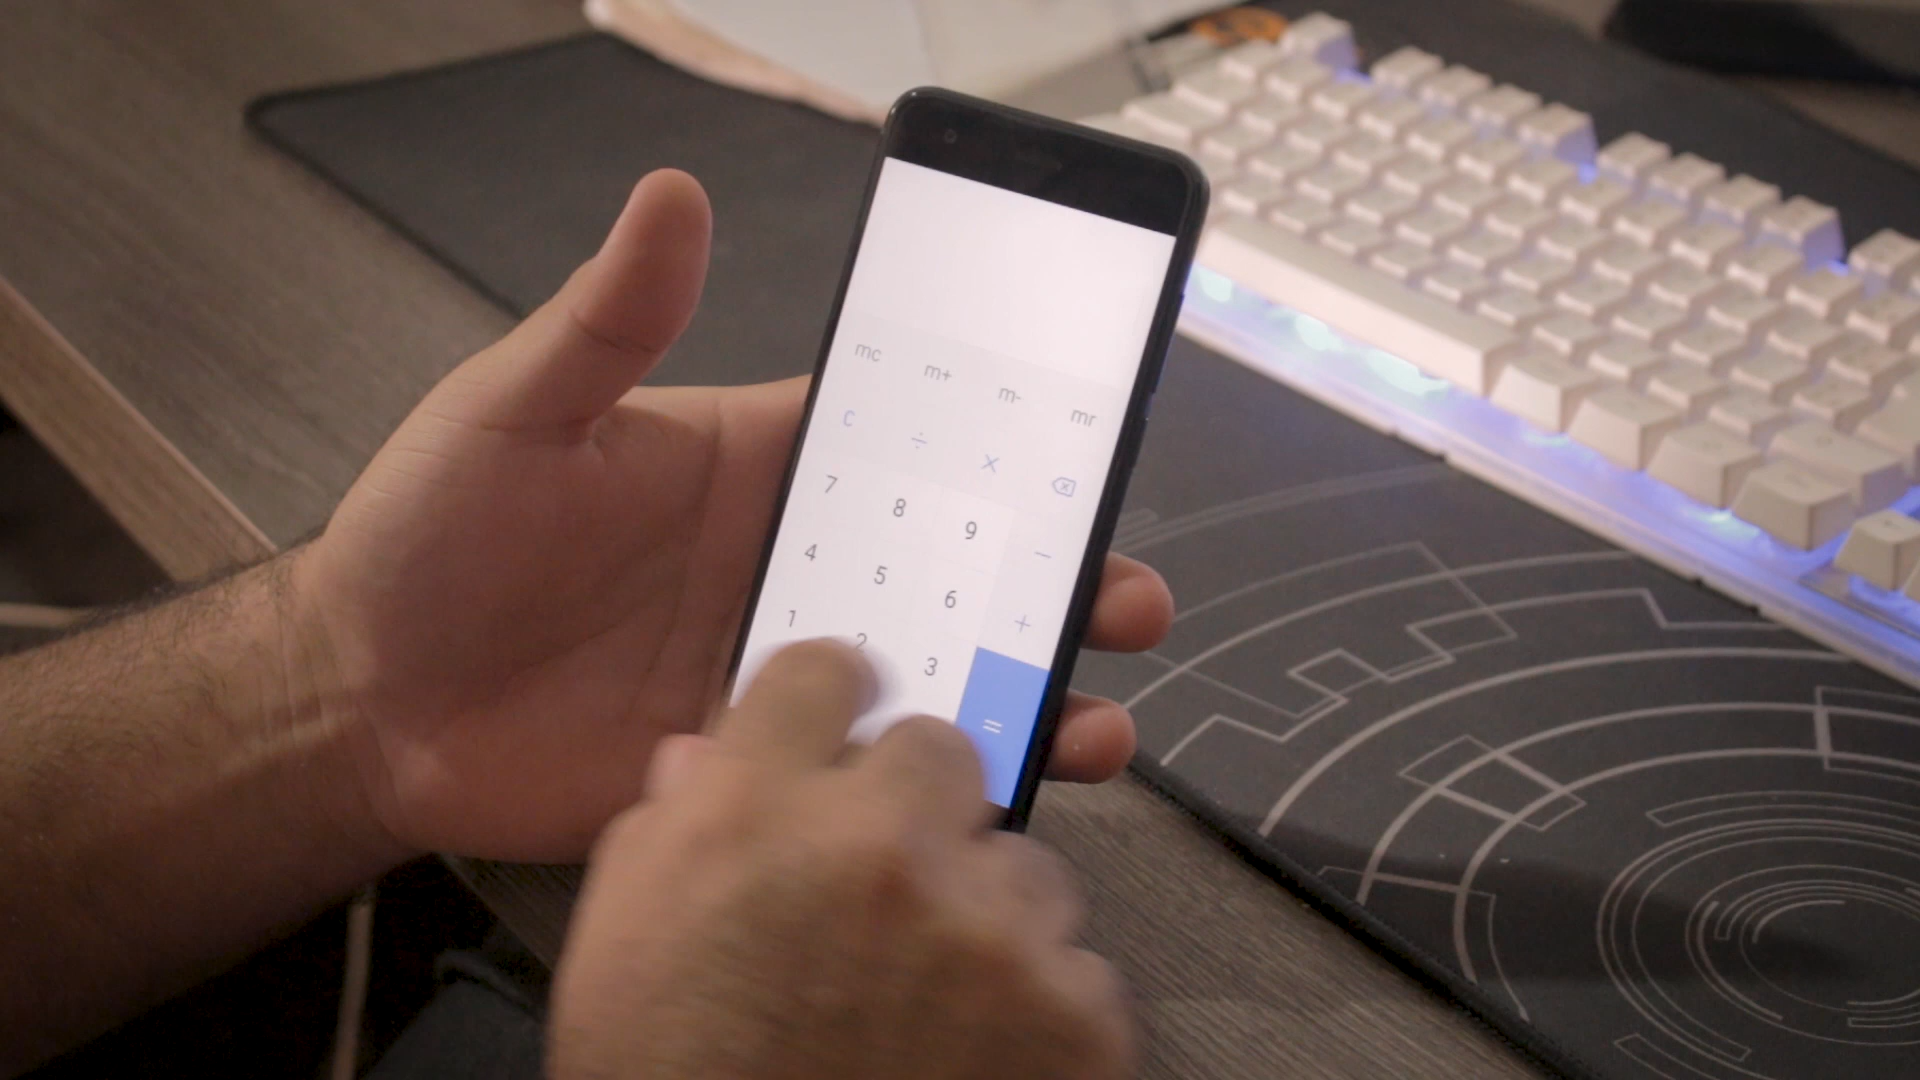 mc m+ m- mr
C ÷ ×
7 8 9 −
4 5 6 +
1 2 3 =